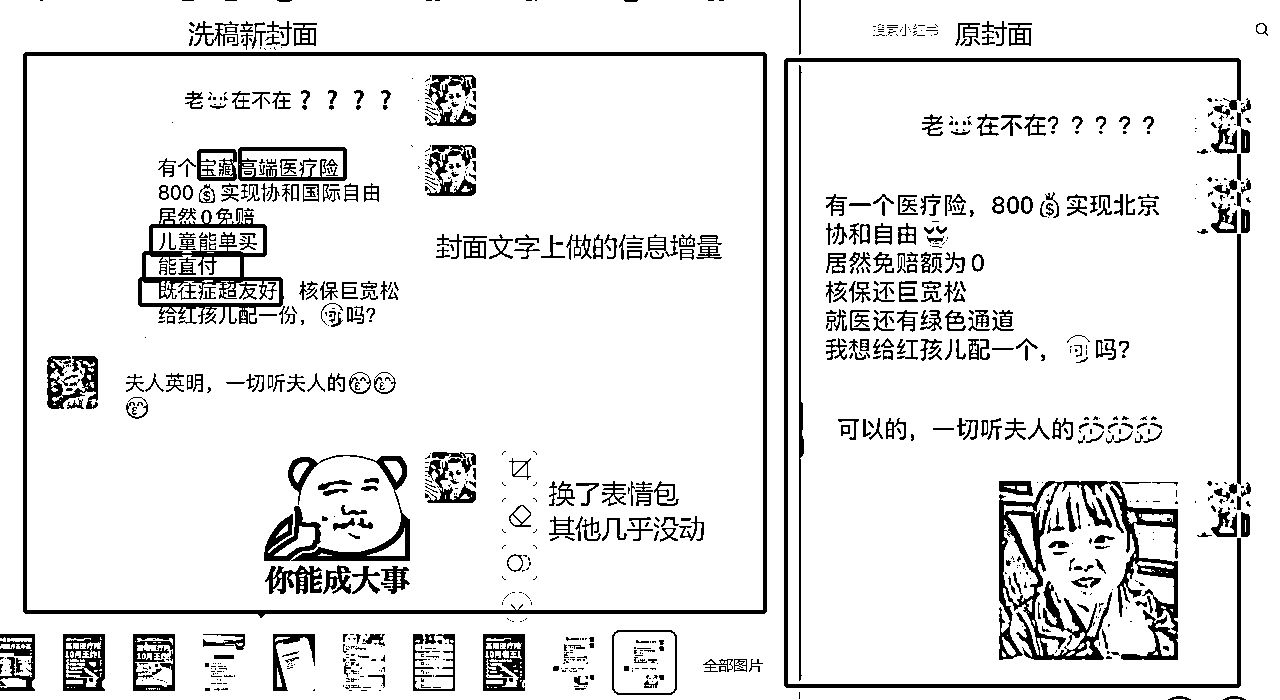 洗稿新封面
老😊在不在？？？？
有个宝藏高端医疗险
800💰实现协和国际自由
居然0免赔
儿童能单买
能直付
既往症超友好，核保巨宽松
给红孩儿配一份，🉑吗?
封面文字上做的信息增量
夫人英明，一切听夫人的
你能成大事
换了表情包
其他几乎没动
全部图片
搜索小红书
原封面
老😊在不在？？？？？
有一个医疗险，800💰实现北京
协和自由😎
居然免赔额为0
核保还巨宽松
就医还有绿色通道
我想给红孩儿配一个，🉑吗?
可以的，一切听夫人的